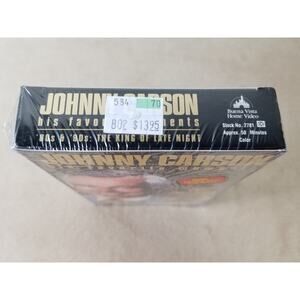 JOHNNY CARSON
his favorite moments
'80s & '90s: THE KING OF LATE NIGHT
534 70
802 $13.95
Buena Vista
Home Video
Stock No. 2781
Approx. 50 Minutes
Color
JOHNNY CARSON